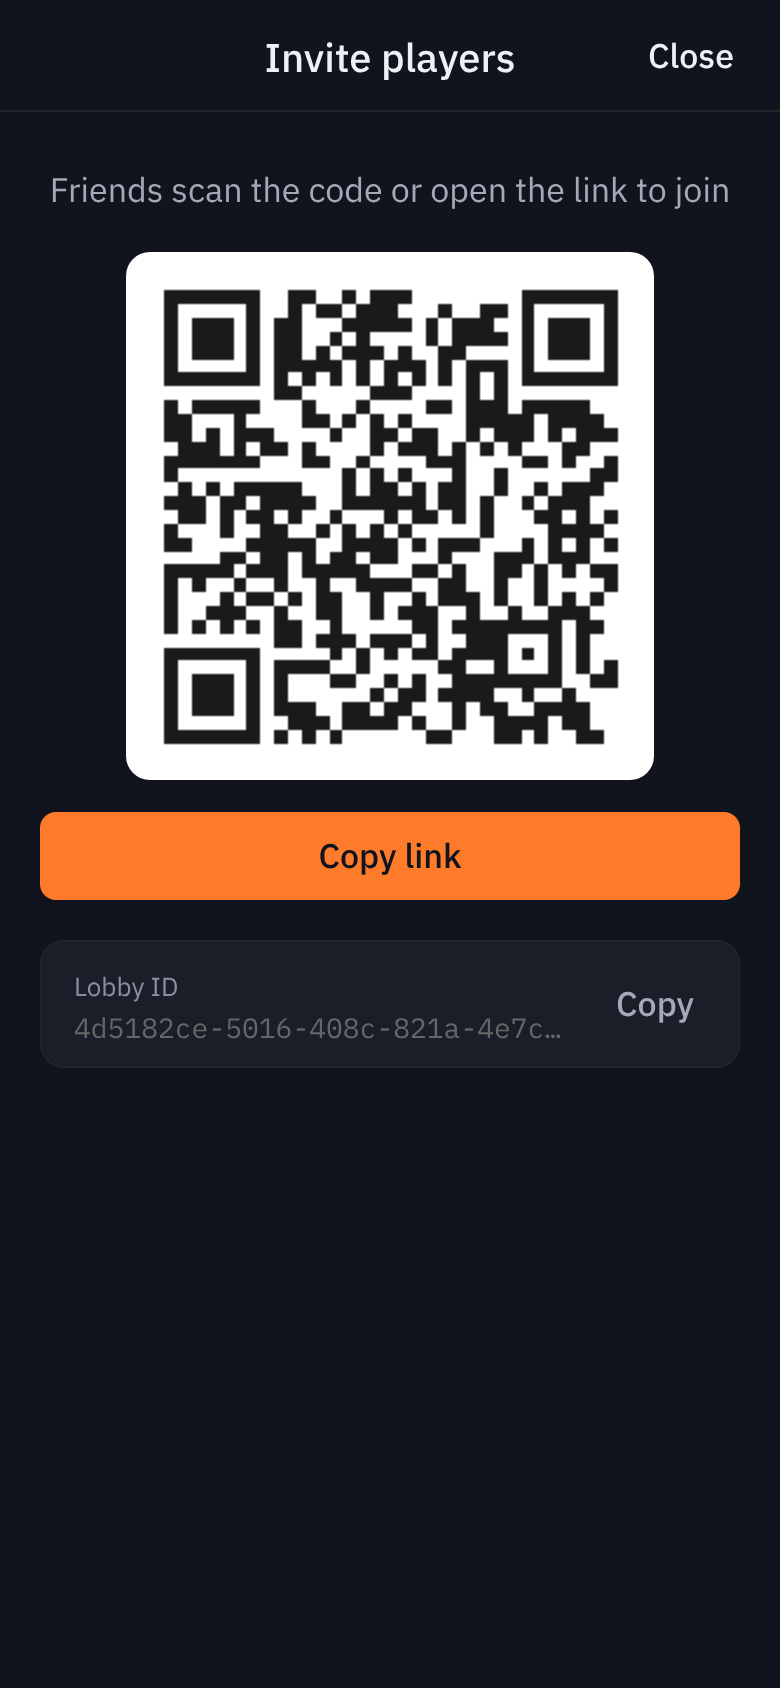 Invite players
Close
Friends scan the code or open the link to join
Copy link
Lobby ID
4d5182ce-5016-408c-821a-4e7c…
Copy